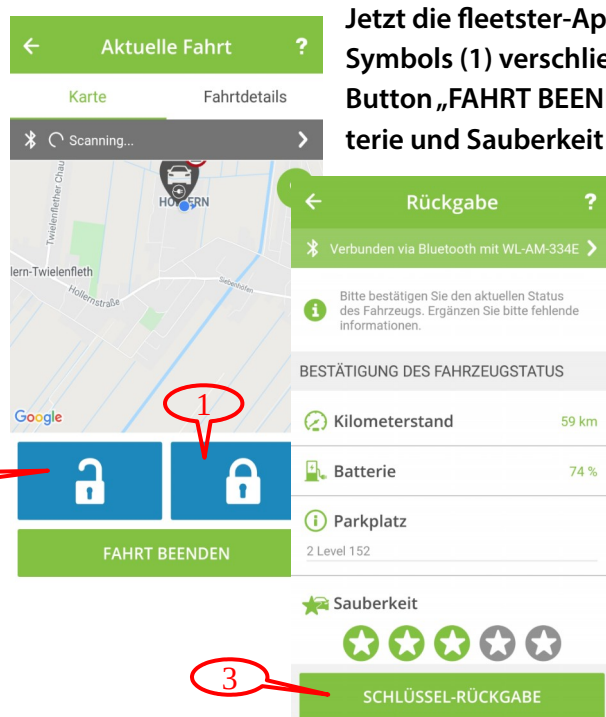 Jetzt die fleetster-Ap
Symbols (1) verschlie
Button „FAHRT BEEN
terie und Sauberkeit
Aktuelle Fahrt ?
Karte Fahrtdetails
Scanning...
Twielenflether Chau
HOLLERN
lern-Twielenfleth
Hollernstraße
Siebenhöfen
Google
1
FAHRT BEENDEN
Rückgabe ?
Verbunden via Bluetooth mit WL-AM-334E
Bitte bestätigen Sie den aktuellen Status
des Fahrzeugs. Ergänzen Sie bitte fehlende
informationen.
BESTÄTIGUNG DES FAHRZEUGSTATUS
Kilometerstand 59 km
Batterie 74 %
Parkplatz
2 Level 152
Sauberkeit
3
SCHLÜSSEL-RÜCKGABE